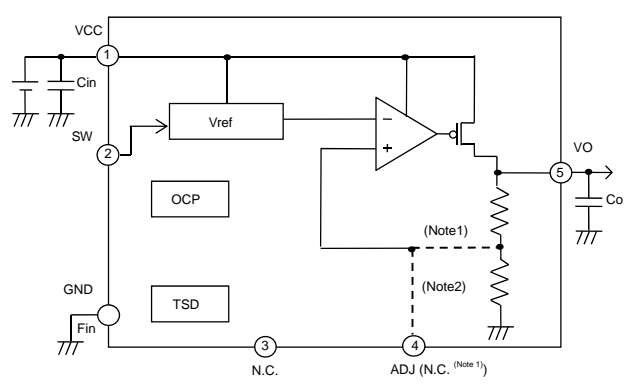 VCC
1
Cin
Vref
−
+
SW
2
VO
5
Co
OCP
(Note1)
(Note2)
GND
TSD
Fin
3
N.C.
4
ADJ (N.C. (Note 1))